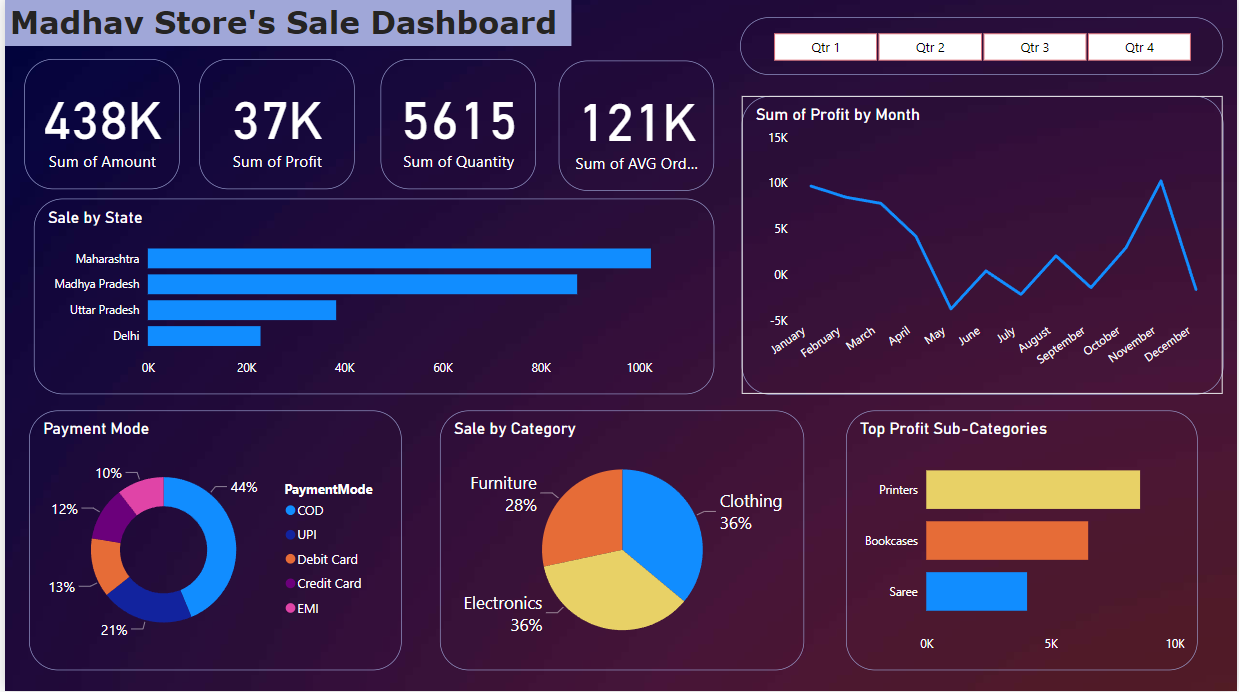 Madhav Store's Sale Dashboard
Qtr 1
Qtr 2
Qtr 3
Qtr 4
438K
Sum of Amount
37K
Sum of Profit
5615
Sum of Quantity
121K
Sum of AVG Ord...
Sum of Profit by Month
15K
10K
5K
0K
-5K
January
February
March
April
May
June
July
August
September
October
November
December
Sale by State
Maharashtra
Madhya Pradesh
Uttar Pradesh
Delhi
0K
20K
40K
60K
80K
100K
Payment Mode
10%
44%
12%
13%
21%
PaymentMode
COD
UPI
Debit Card
Credit Card
EMI
Sale by Category
Furniture
28%
Clothing
36%
Electronics
36%
Top Profit Sub-Categories
Printers
Bookcases
Saree
0K
5K
10K